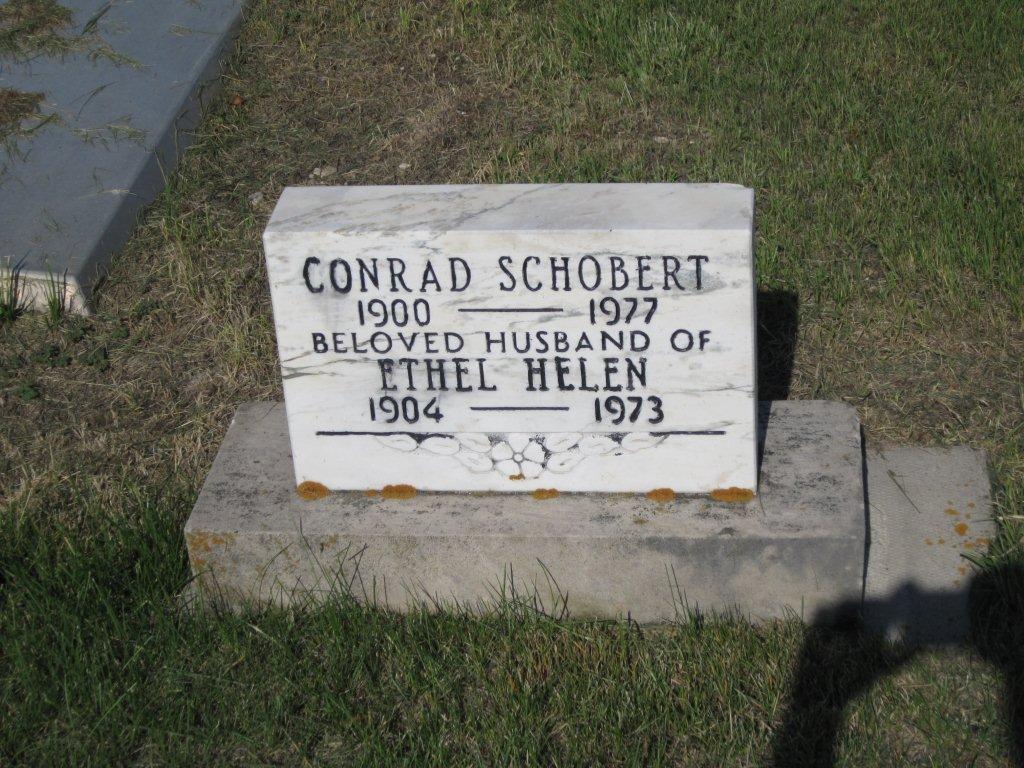 CONRAD SCHOBERT
1900 — 1977
BELOVED HUSBAND OF
ETHEL HELEN
1904 — 1973